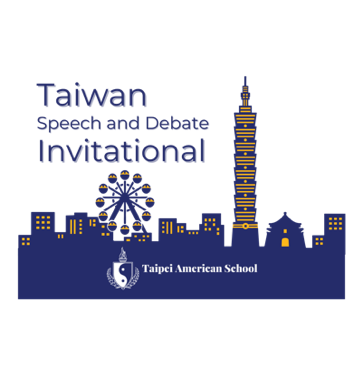 Taiwan
Speech and Debate
Invitational
Taipei American School